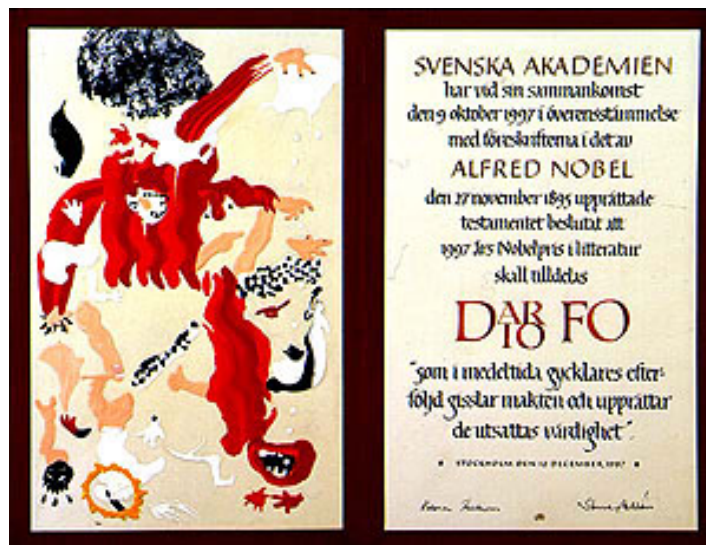 SVENSKA AKADEMIEN
har vid sin sammankomst
den 9 oktober 1997 i överensstämmelse
med föreskrifterna i det av
ALFRED NOBEL
den 27 november 1895 upprättade
testamentet beslutat att
1997 års Nobelpris i litteratur
skall tilldelas
DARIO FO
"som i medeltida gycklares efter-
följd gisslar makten och upprättar
de utsattas värdighet".
• STOCKHOLM DEN 10 DECEMBER, 1997 •